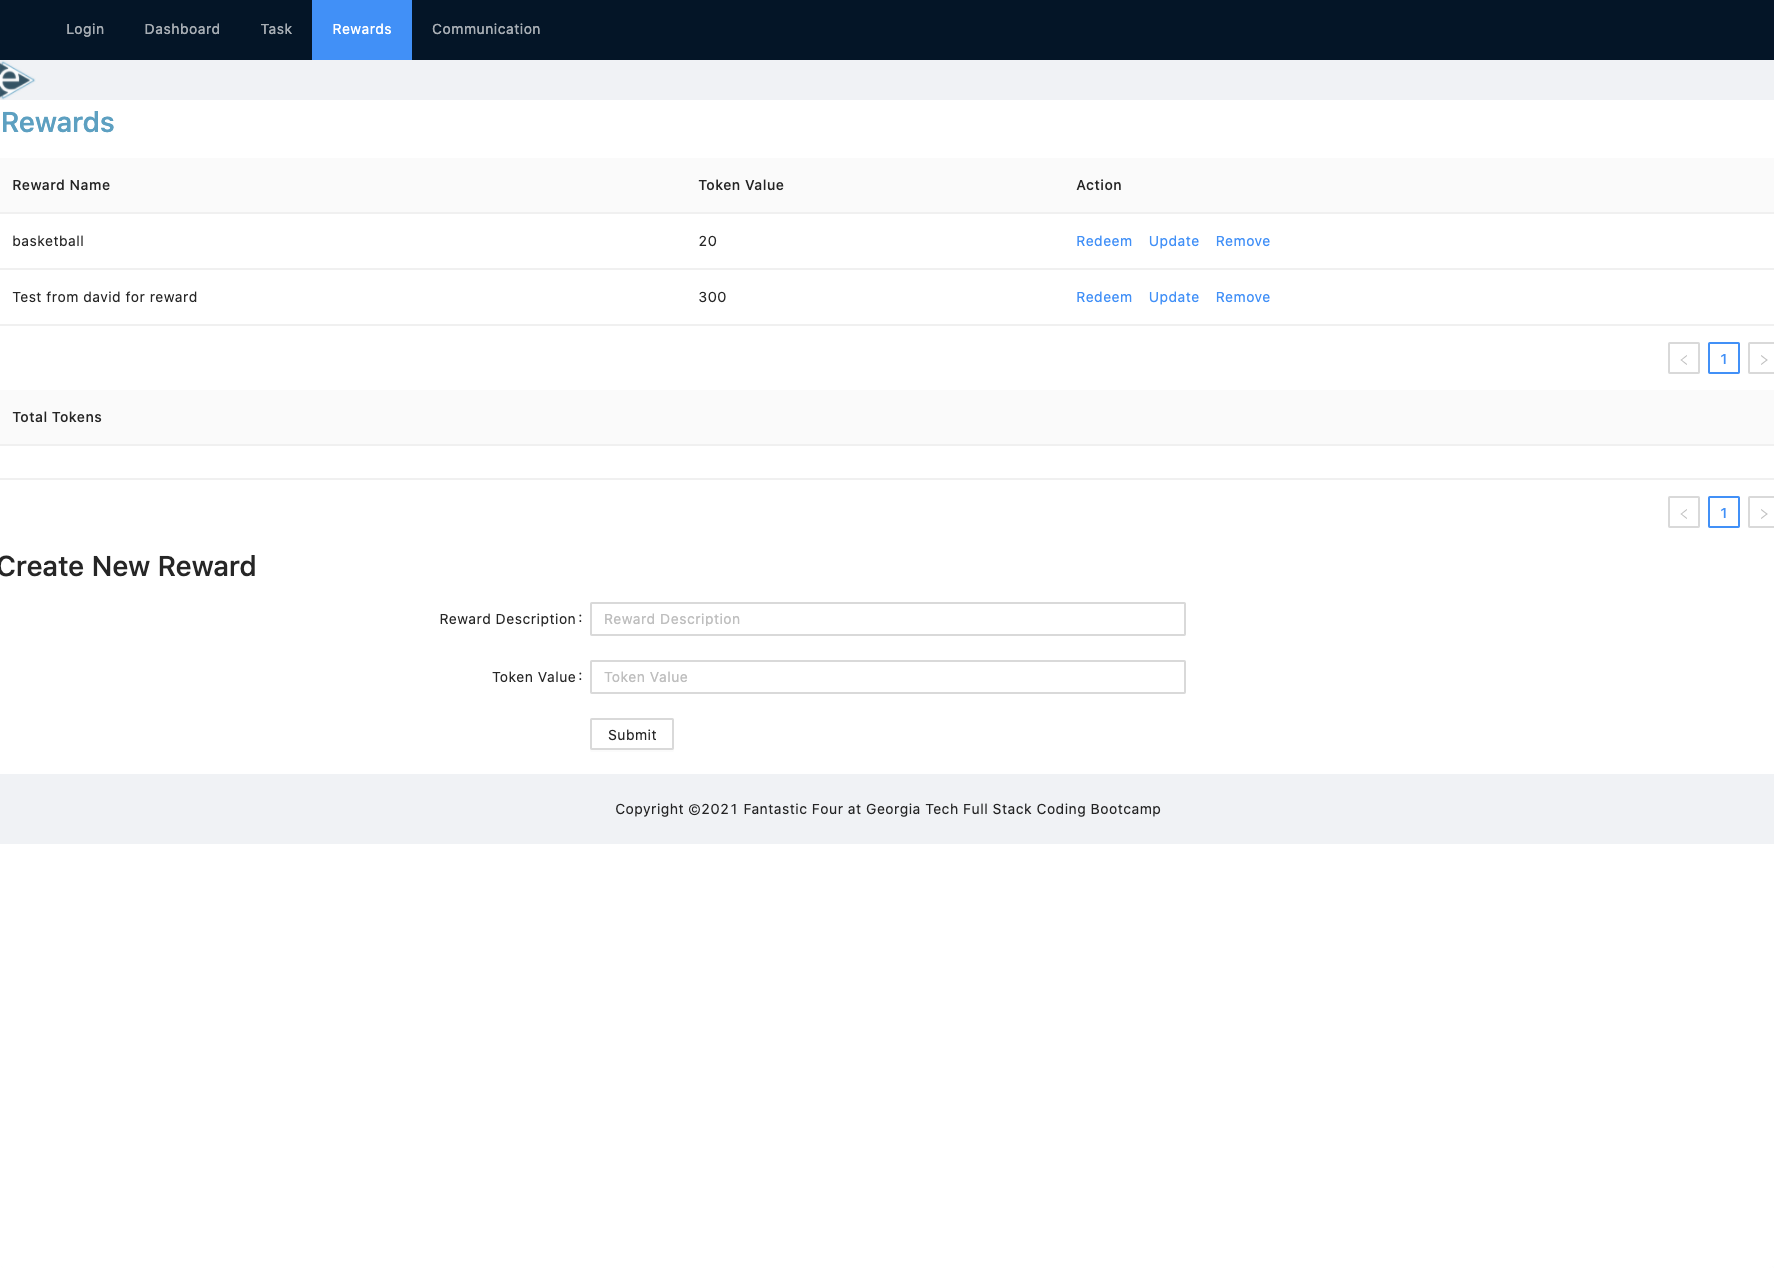 Login Dashboard Task Rewards Communication
e
Rewards
Reward Name Token Value Action
basketball 20 Redeem Update Remove
Test from david for reward 300 Redeem Update Remove
< 1 >
Total Tokens
< 1 >
Create New Reward
Reward Description: Reward Description
Token Value: Token Value
Submit
Copyright ©2021 Fantastic Four at Georgia Tech Full Stack Coding Bootcamp